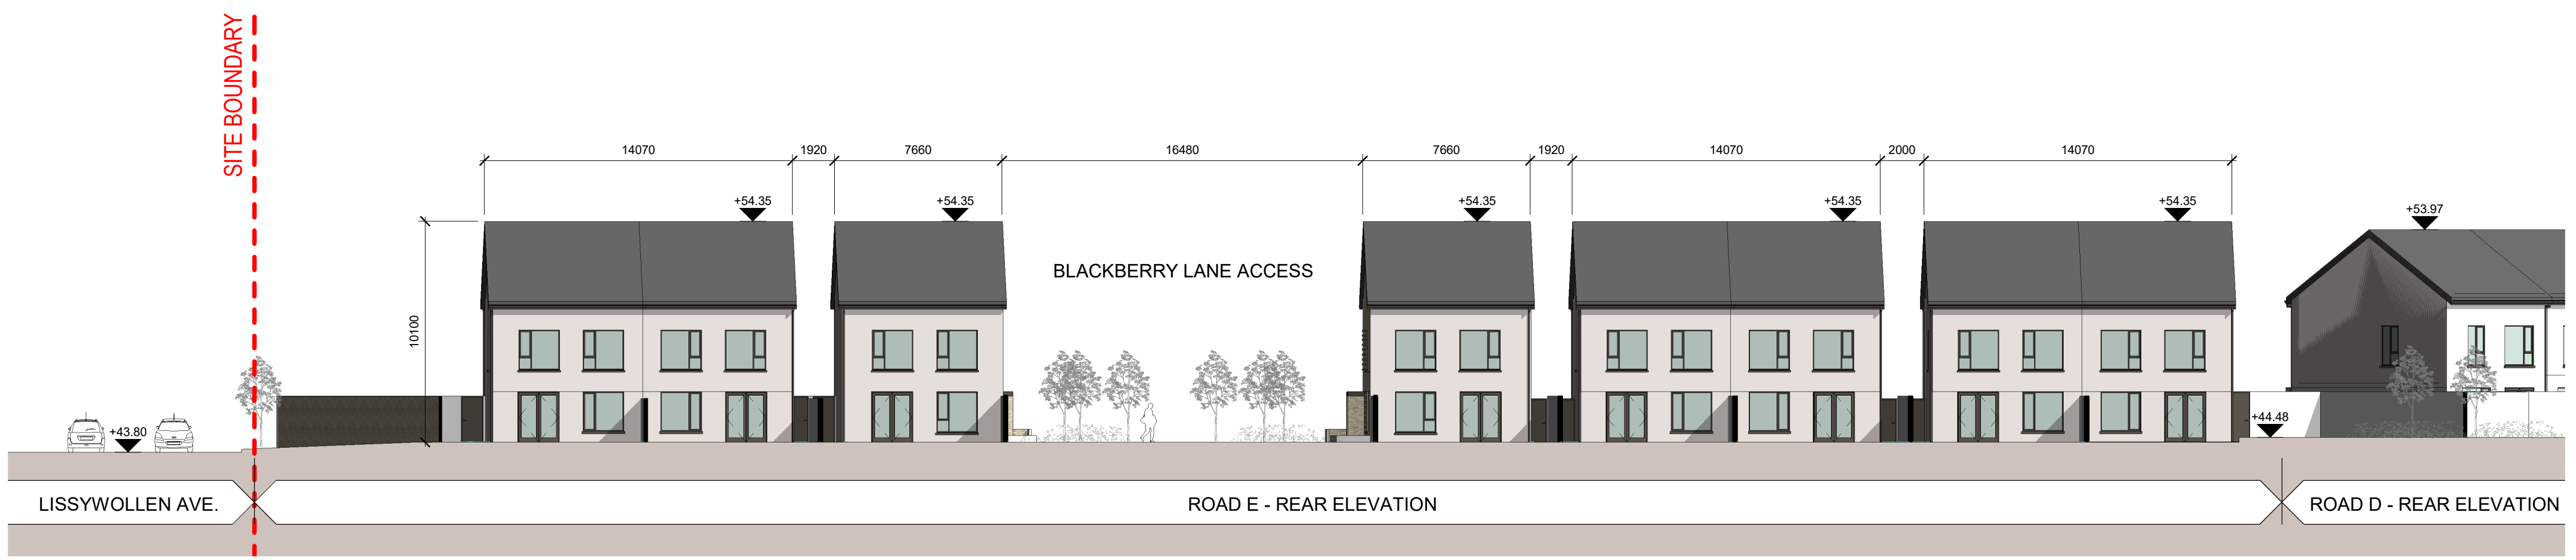 SITE BOUNDARY
14070 1920 7660 16480 7660 1920 14070 2000 14070
+54.35 +54.35 +54.35 +54.35 +54.35
+53.97
BLACKBERRY LANE ACCESS
10100
+43.80
+44.48
LISSYWOLLEN AVE.
ROAD E - REAR ELEVATION
ROAD D - REAR ELEVATION